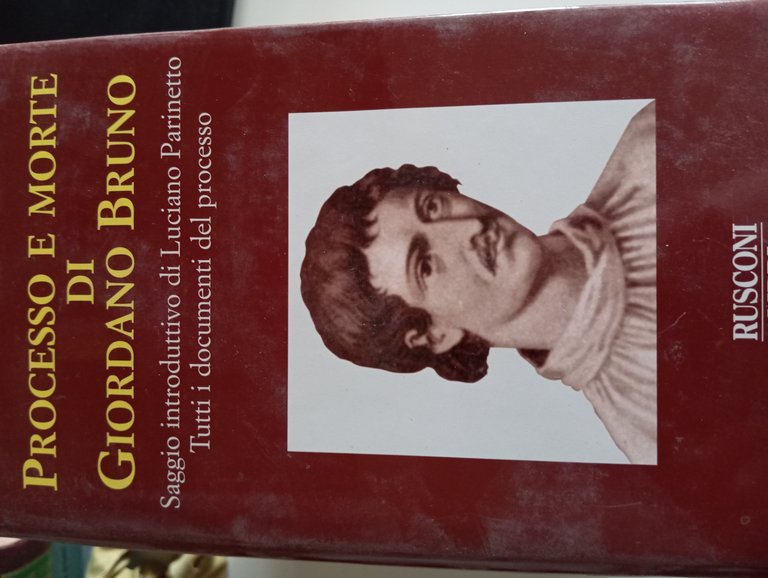 PROCESSO E MORTE
DI
GIORDANO BRUNO
Saggio introduttivo di Luciano Parinetto
Tutti i documenti del processo
RUSCONI